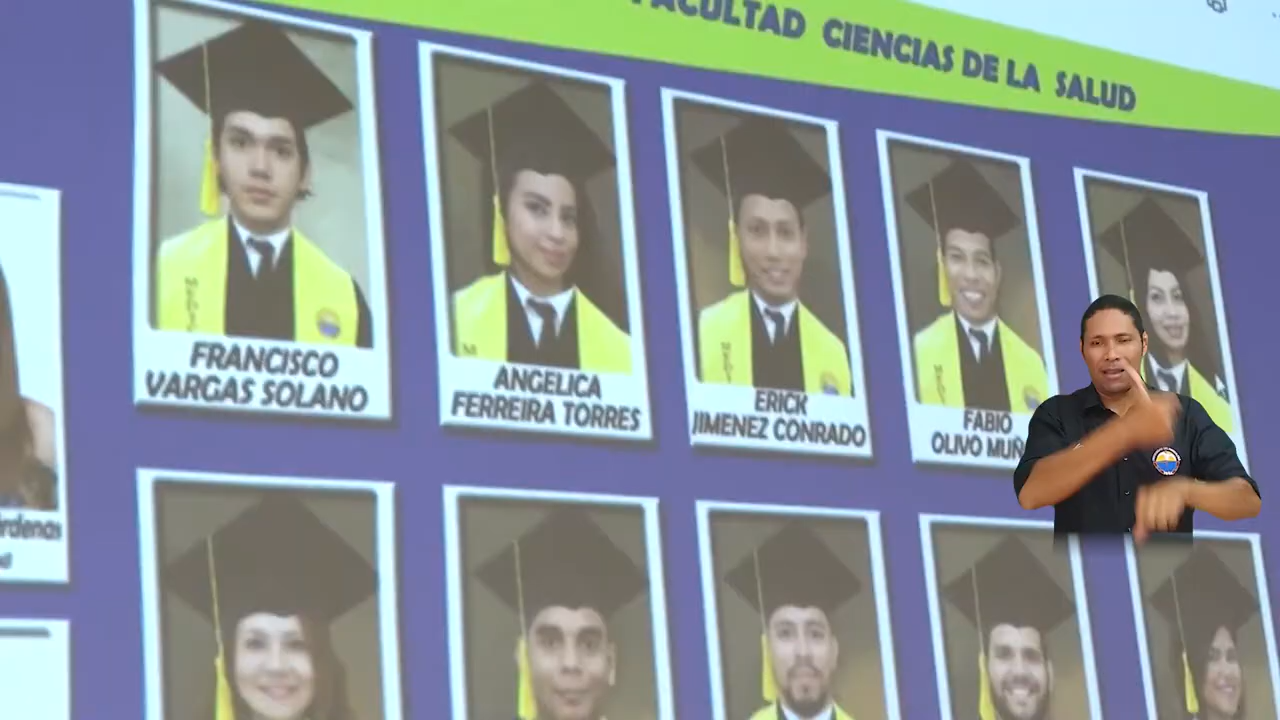 FACULTAD CIENCIAS DE LA SALUD
FRANCISCO
VARGAS SOLANO
ANGELICA
FERREIRA TORRES
ERICK
JIMENEZ CONRADO
FABIO
OLIVO